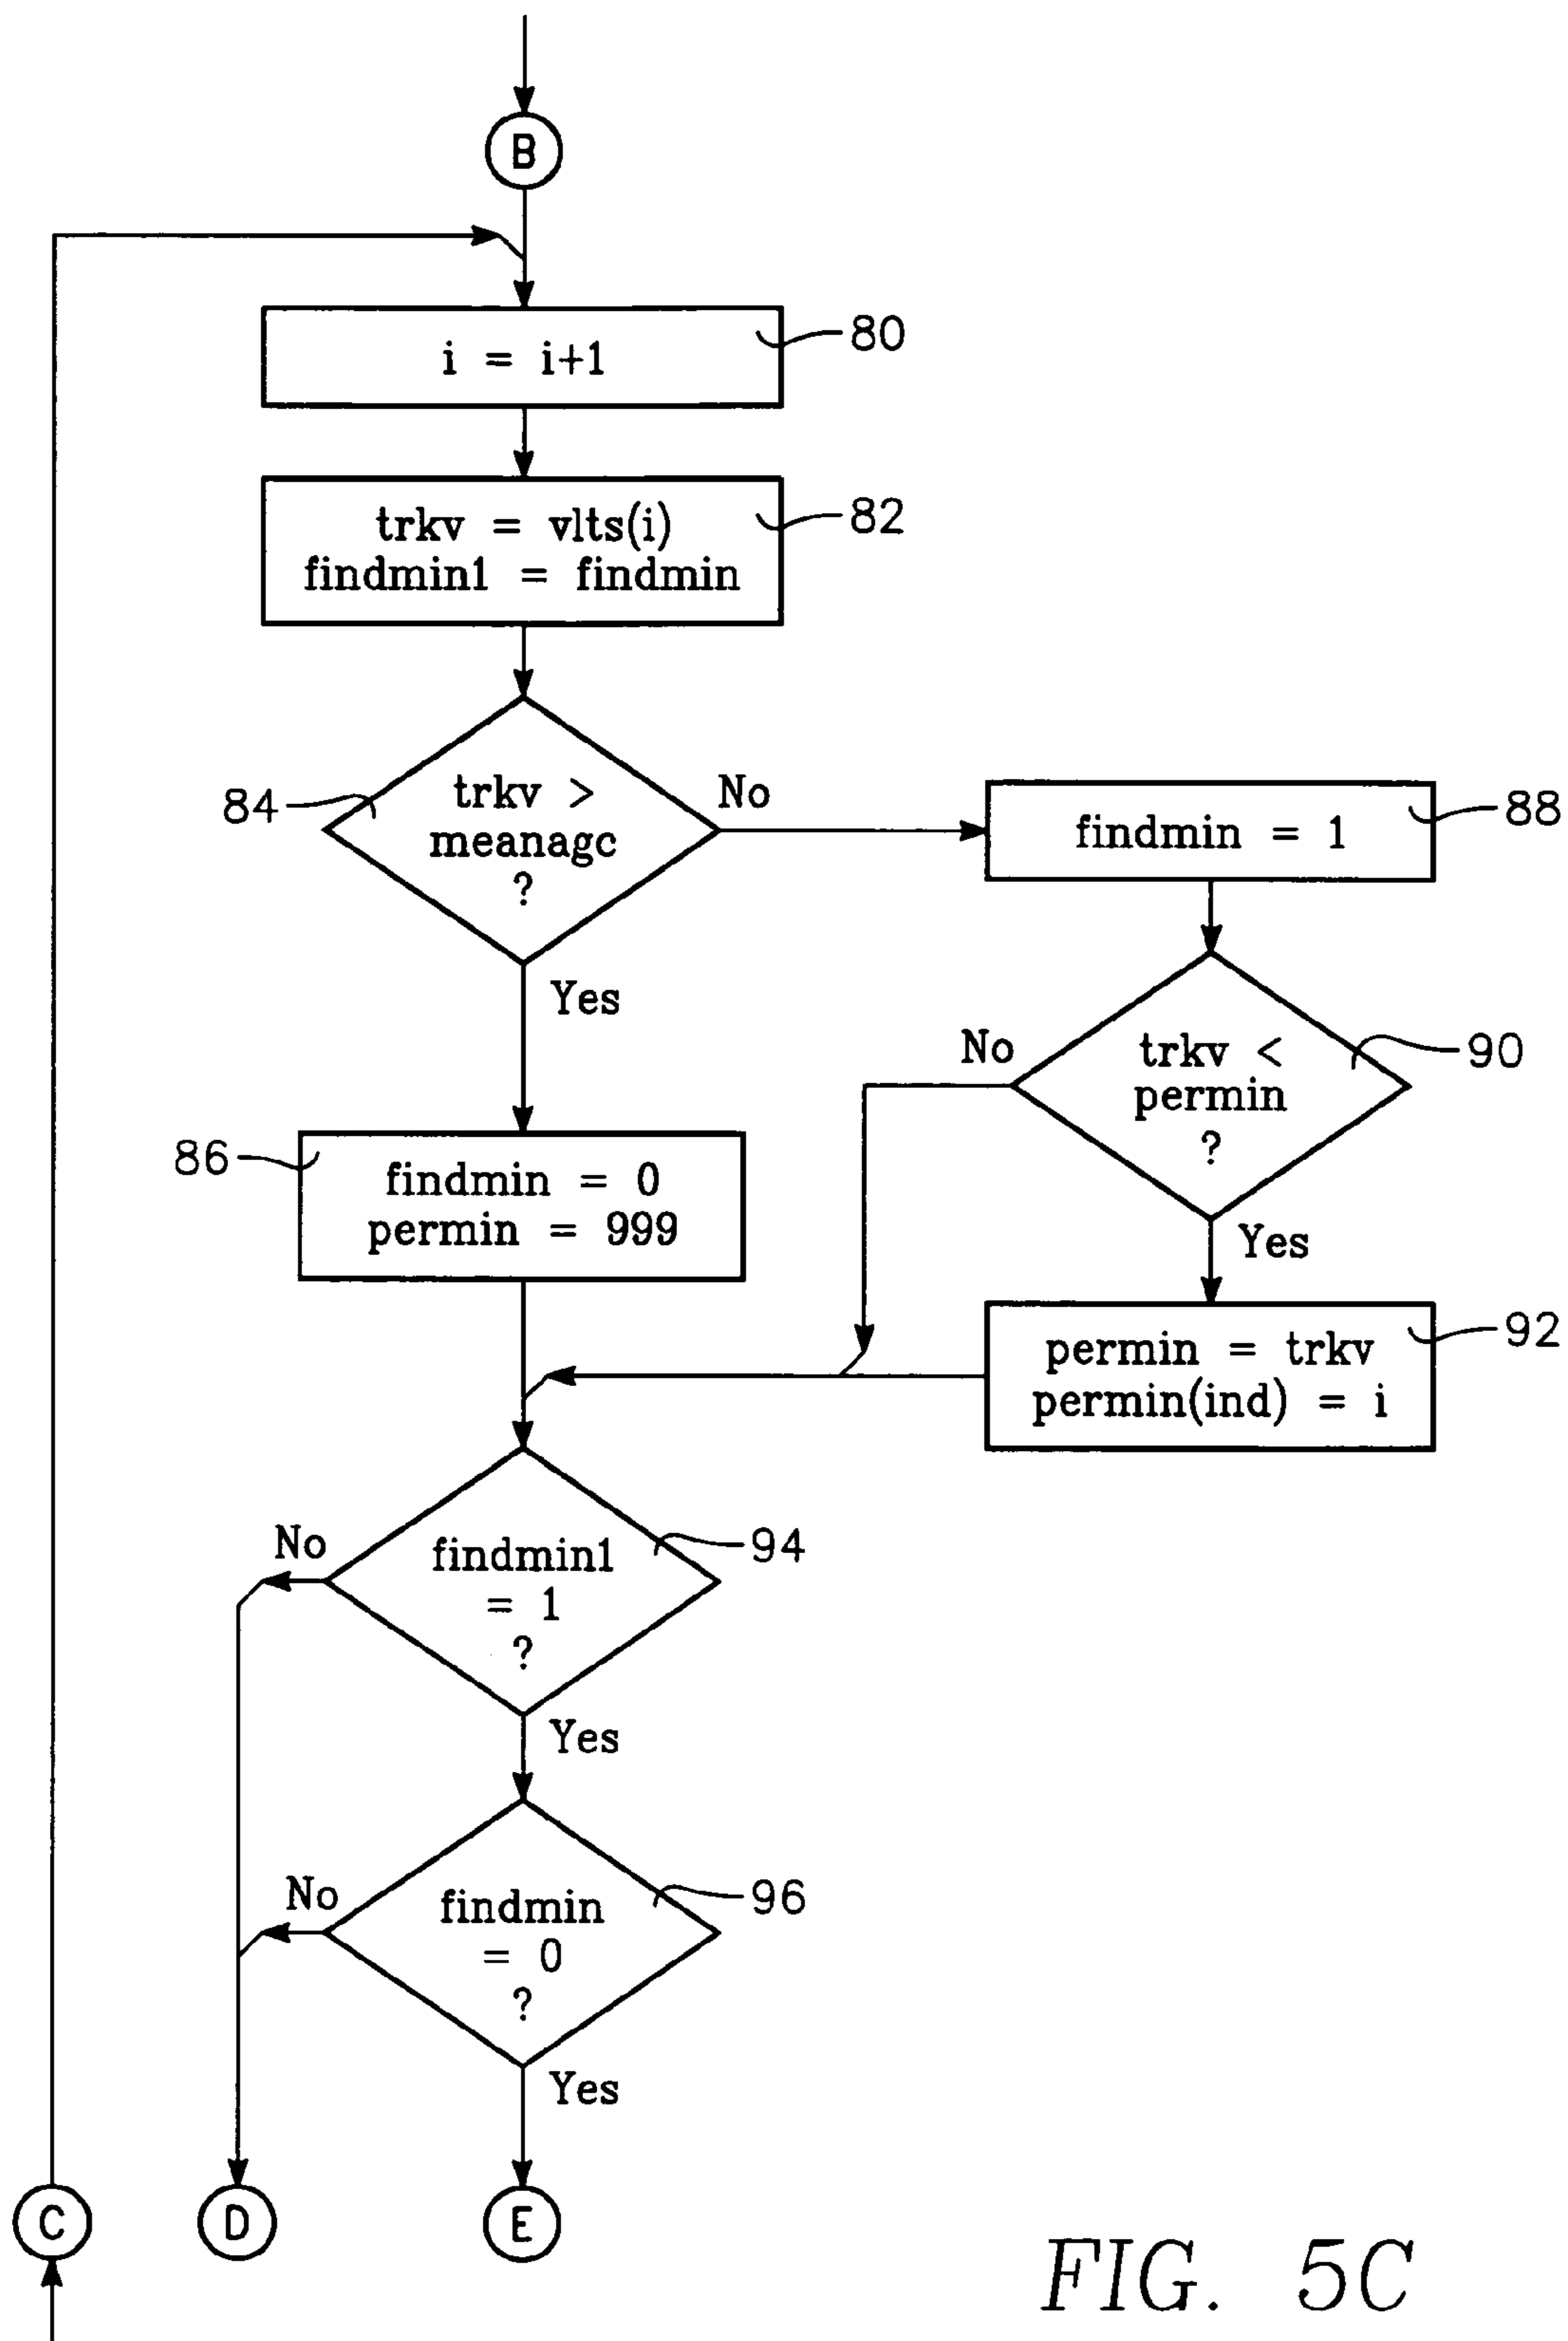 B
i = i+1
80
trkv = vlts(i)
findmin1 = findmin
82
84
trkv >
meanagc
?
No
Yes
findmin = 1
88
No
trkv <
permin
?
90
Yes
86
findmin = 0
permin = 999
permin = trkv
permin(ind) = i
92
No
findmin1
= 1
?
94
Yes
No
findmin
= 0
?
96
Yes
C
D
E
FIG. 5C